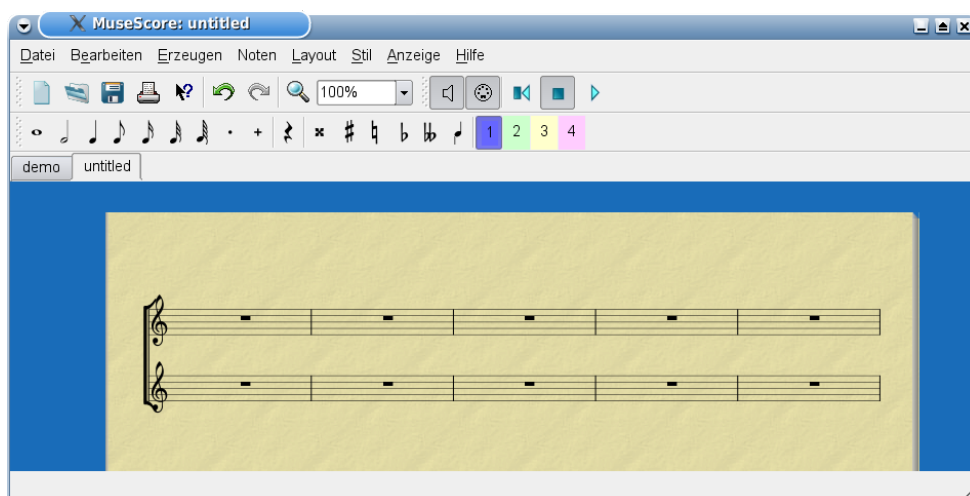 MuseScore: untitled
Datei Bearbeiten Erzeugen Noten Layout Stil Anzeige Hilfe
100%
1 2 3 4
demo untitled